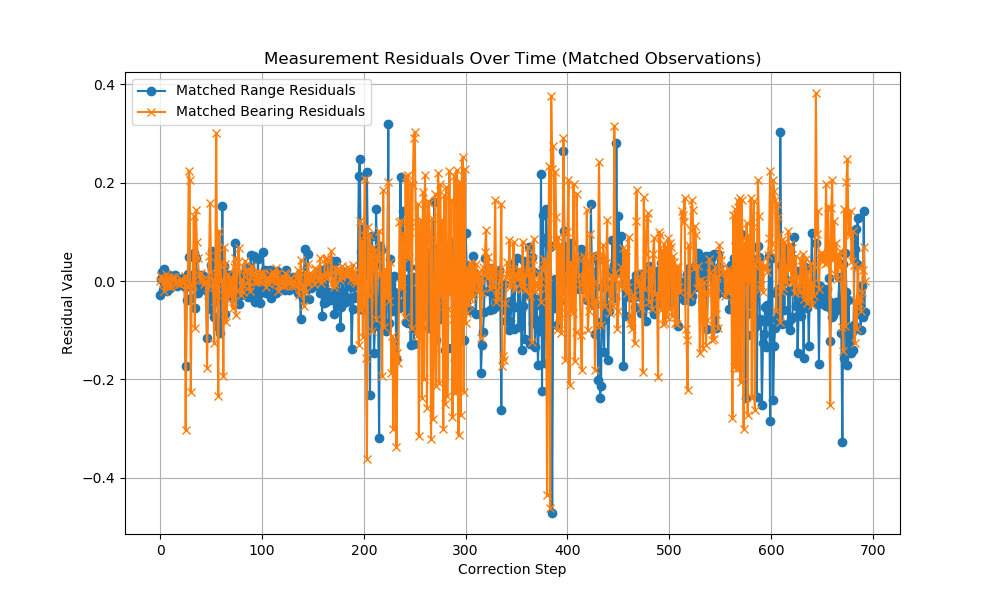 Measurement Residuals Over Time (Matched Observations)
Matched Range Residuals
Matched Bearing Residuals
Residual Value
0.4
0.2
0.0
−0.2
−0.4
0 100 200 300 400 500 600 700
Correction Step